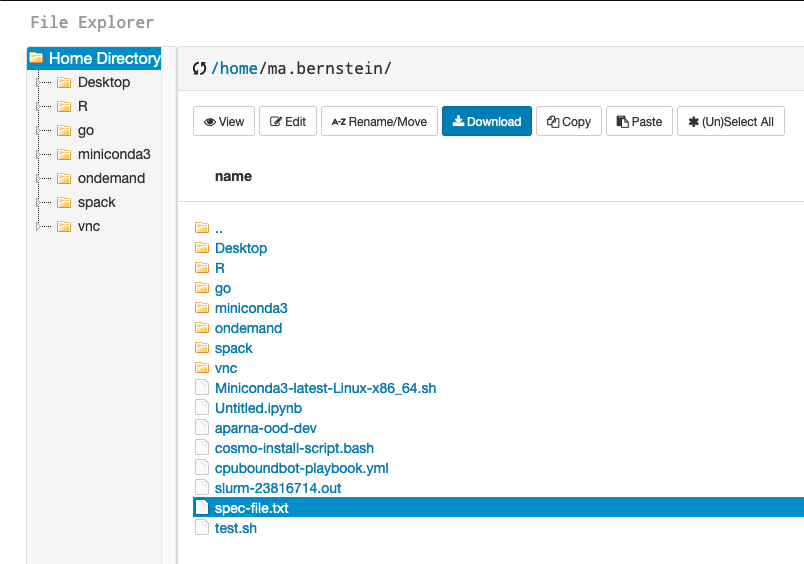 File Explorer
Home Directory
Desktop
R
go
miniconda3
ondemand
spack
vnc
/home/ma.bernstein/
View Edit A-Z Rename/Move Download Copy Paste (Un)Select All
name
..
Desktop
R
go
miniconda3
ondemand
spack
vnc
Miniconda3-latest-Linux-x86_64.sh
Untitled.ipynb
aparna-ood-dev
cosmo-install-script.bash
cpuboundbot-playbook.yml
slurm-23816714.out
spec-file.txt
test.sh